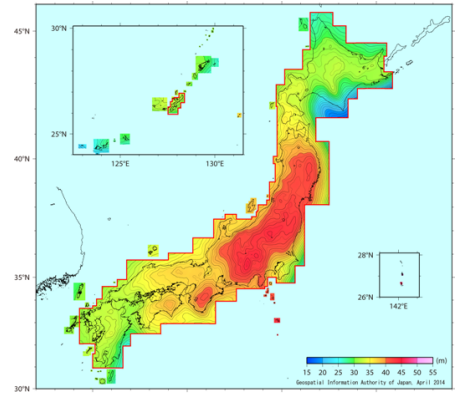 45°N
30°N
25°N
125°E
130°E
40°N
35°N
30°N
28°N
26°N
142°E
(m)
15 20 25 30 35 40 45 50 55
Geospatial Information Authority of Japan, April 2014